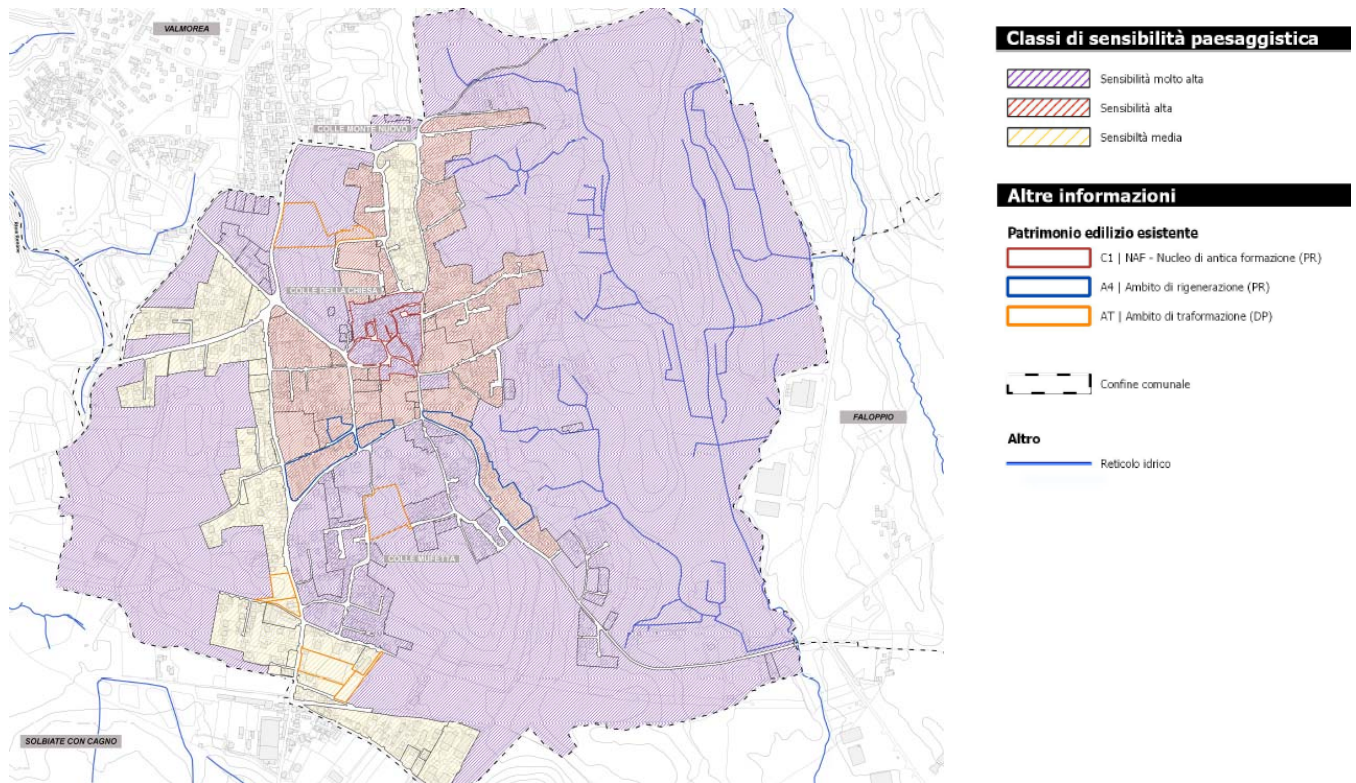 VALMOREA
COLLE MONTE NUOVO
COLLE DELLA CHIESA
FALOPPIO
COLLE MUFETTA
SOLBIATE CON CAGNO
Classi di sensibilità paesaggistica
Sensibilità molto alta
Sensibilità alta
Sensibiltà media
Altre informazioni
Patrimonio edilizio esistente
C1 | NAF - Nucleo di antica formazione (PR)
A4 | Ambito di rigenerazione (PR)
AT | Ambito di traformazione (DP)
Confine comunale
Altro
Reticolo idrico